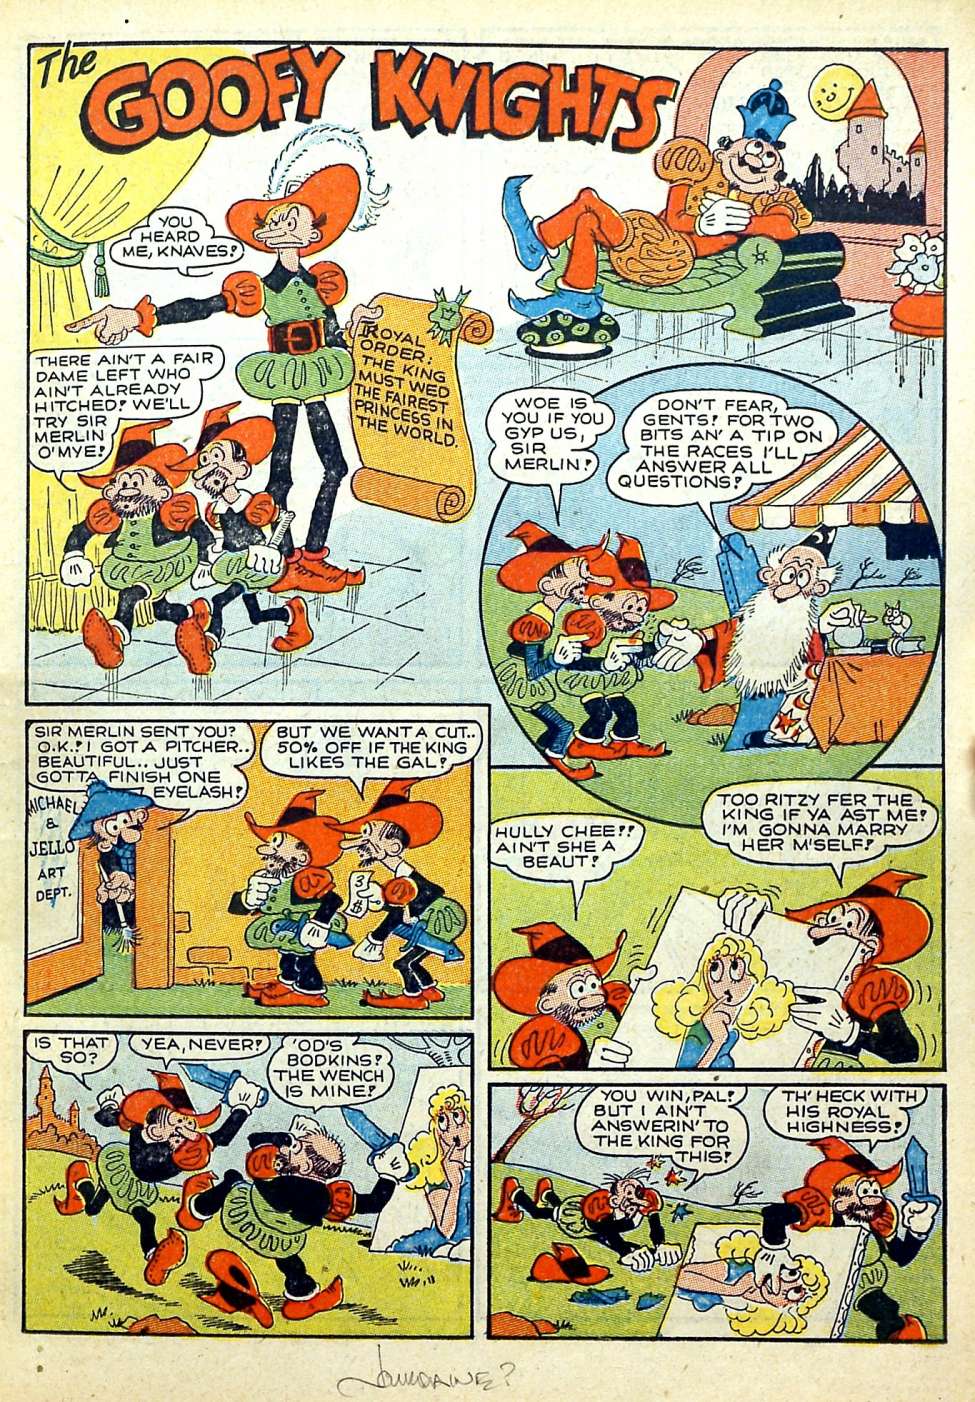 The
GOOFY KNIGHTS
YOU
HEARD
ME, KNAVES!
ROYAL
ORDER:
THE KING
MUST WED
THE FAIREST
PRINCESS IN
THE WORLD.
THERE AIN'T A FAIR
DAME LEFT WHO
AIN'T ALREADY
HITCHED! WE'LL
TRY SIR
MERLIN
O'MYE!
WOE IS
YOU IF YOU
GYP US,
SIR
MERLIN!
DON'T FEAR,
GENTS! FOR TWO
BITS AN' A TIP ON
THE RACES I'LL
ANSWER ALL
QUESTIONS!
SIR MERLIN SENT YOU?
O.K.! I GOT A PITCHER..
BEAUTIFUL.. JUST
GOTTA FINISH ONE
EYELASH!
BUT WE WANT A CUT..
50% OFF IF THE KING
LIKES THE GAL!
MICHAEL
&
JELLO
ART
DEPT.
3
$
HULLY CHEE!!
AIN'T SHE A
BEAUT!
TOO RITZY FER THE
KING IF YA AST ME!
I'M GONNA MARRY
HER M'SELF!
IS THAT
SO?
YEA, NEVER!
'OD'S
BODKINS!
THE WENCH
IS MINE!
YOU WIN, PAL!
BUT I AIN'T
ANSWERIN' TO
THE KING FOR
THIS!
TH' HECK WITH
HIS ROYAL
HIGHNESS!
JOURDAINE?